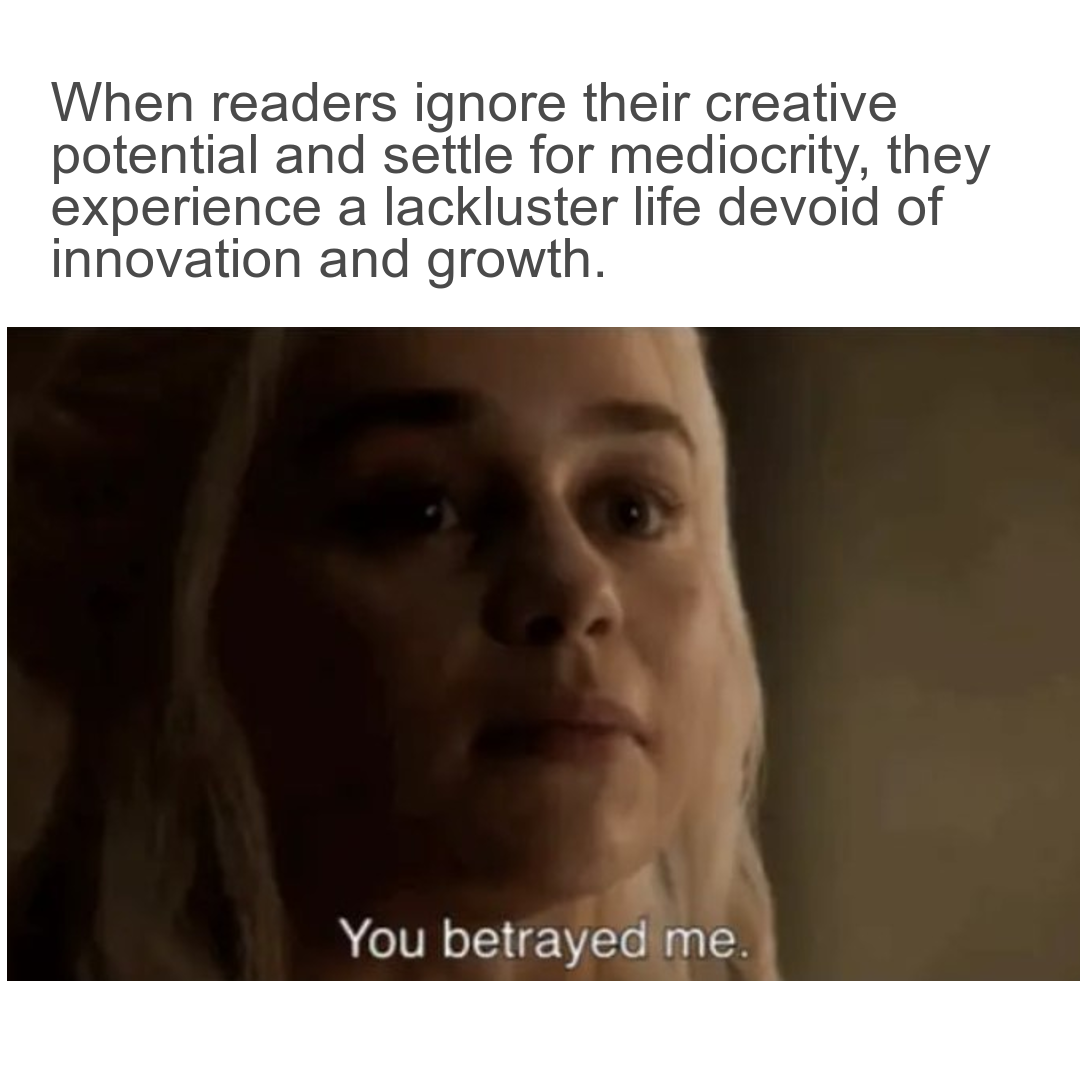 When readers ignore their creative
potential and settle for mediocrity, they
experience a lackluster life devoid of
innovation and growth.
You betrayed me.